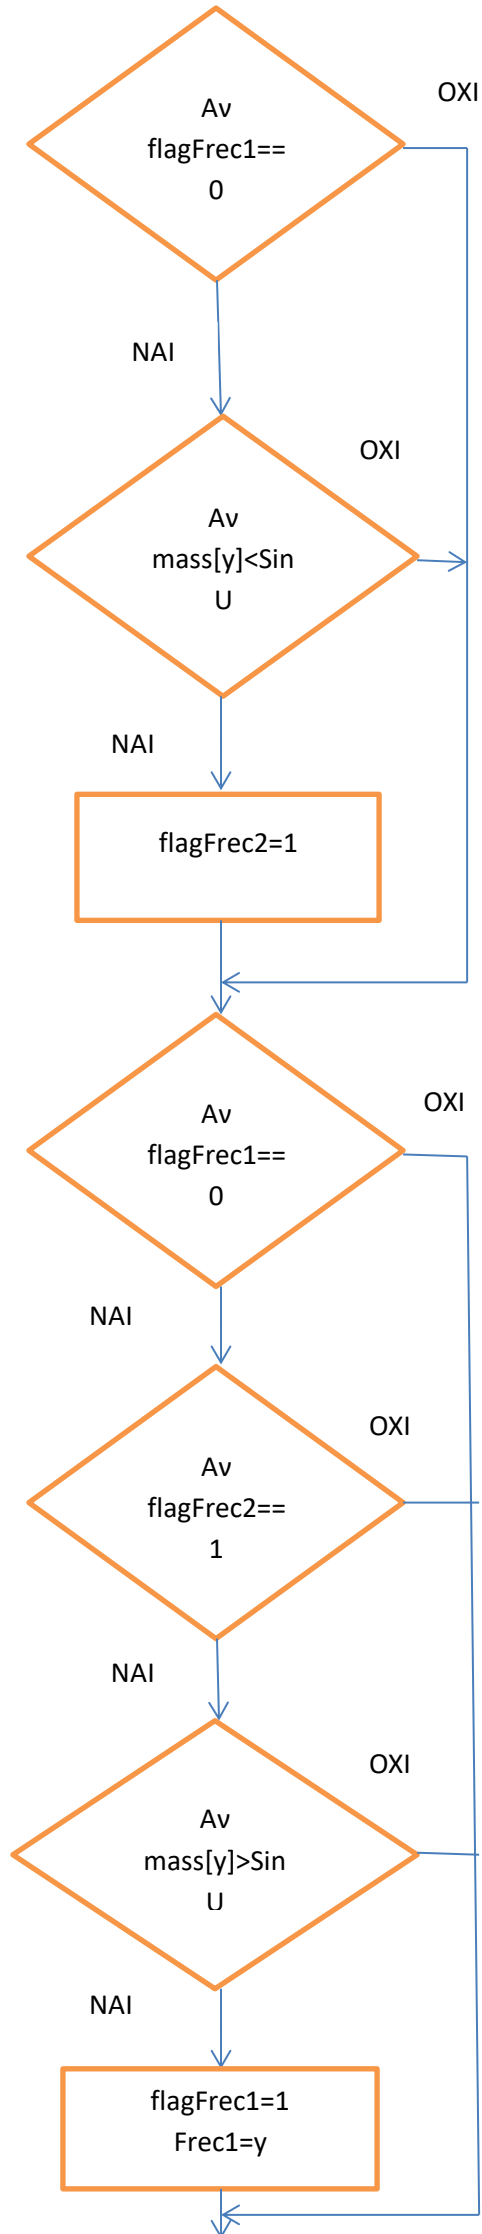 ΟΧΙ
Αν
flagFrec1==
0
ΝΑΙ
ΟΧΙ
Αν
mass[y]<Sin
U
ΝΑΙ
flagFrec2=1
ΟΧΙ
Αν
flagFrec1==
0
ΝΑΙ
ΟΧΙ
Αν
flagFrec2==
1
ΝΑΙ
ΟΧΙ
Αν
mass[y]>Sin
U
ΝΑΙ
flagFrec1=1
Frec1=y